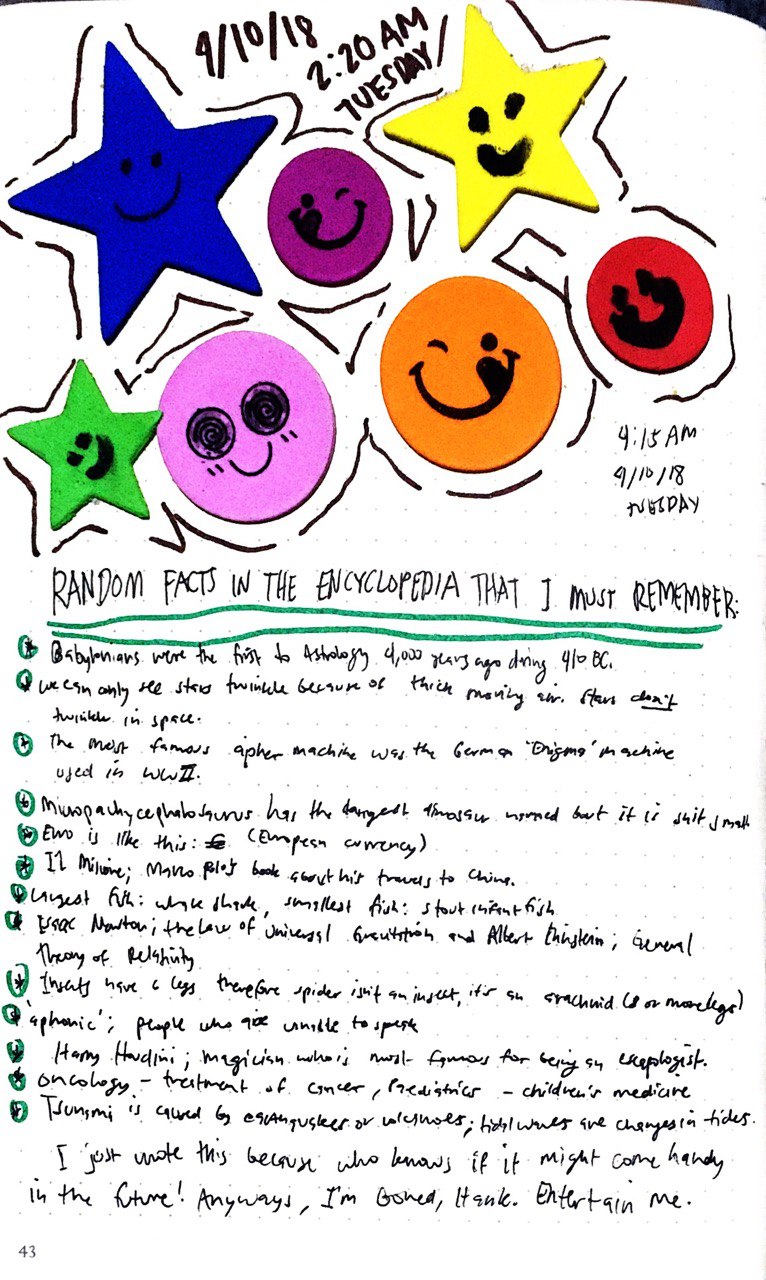 4/10/18
2:20 AM
TUESDAY
4:15 AM
4/10/18
TUESDAY
RANDOM FACTS IN THE ENCYCLOPEDIA THAT I MUST REMEMBER:
Babylonians were the first to Astrology 4,000 years ago during 410 BC.
we can only see stars twinkle because of thick moving air. Stars don't
twinkle in space.
The most famous cipher machine was the German 'Enigma' machine
used in WWII.
Micropachycephalosaurus has the longest dinosaur named but it is still small
Euro is like this: € (European currency)
Il Milione; Marco Polo's book about his travels to China.
Largest fish: whale shark, smallest fish: stout infantfish
Isaac Newton; the law of universal Gravitation and Albert Einstein; General
Theory of Relativity
Insects have 6 legs therefore spider isn't an insect, it's an arachnid (8 or more legs)
'aphonic'; people who are unable to speak
Harry Houdini; magician who is most famous for being an escapologist.
Oncology - treatment of cancer, Paediatrics - children's medicine
Tsunami is caused by earthquakes or volcanoes; tidal waves are changes in tides.
I just wrote this because who knows if it might come handy
in the future! Anyways, I'm bored, Hank. Entertain me.
43